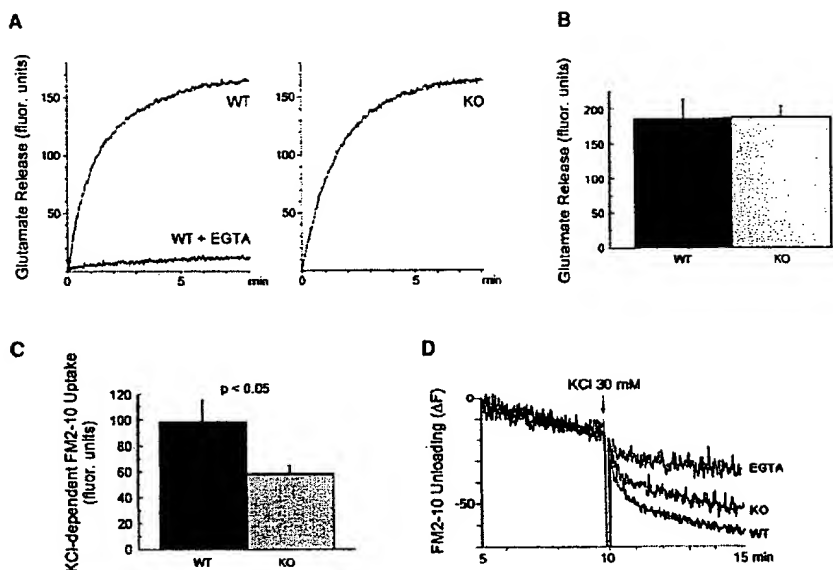 A
Glutamate Release (fluor. units)
150
100
50
WT
WT + EGTA
0
5
min
150
100
50
KO
0
5
min
B
Glutamate Release (fluor. units)
200
150
100
50
0
WT
KO
C
KCl-dependent FM2-10 Uptake
(fluor. units)
p < 0.05
120
100
80
60
40
20
0
WT
KO
D
KCl 30 mM
FM2-10 Unloading (ΔF)
0
-50
EGTA
KO
WT
5
10
15 min